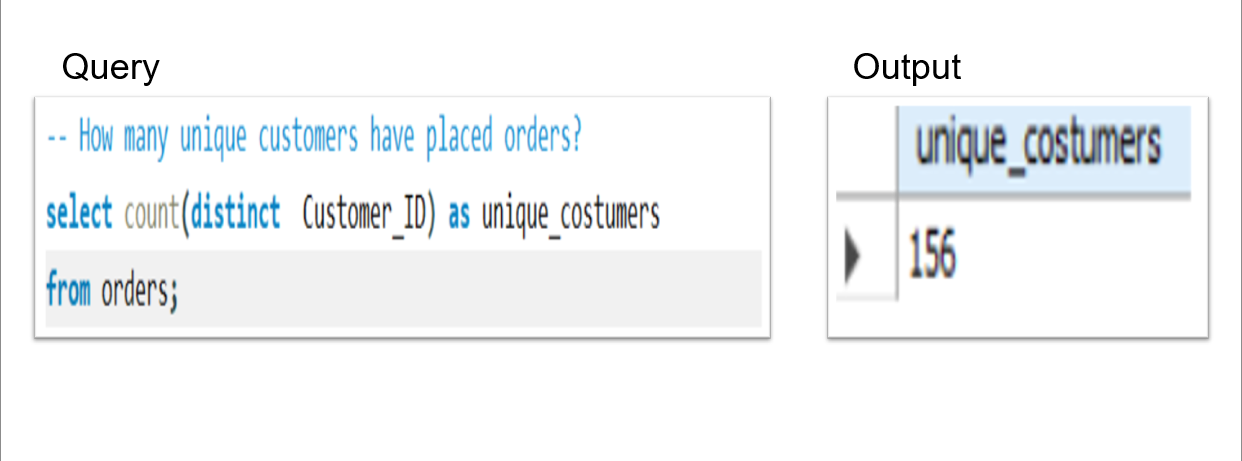 Query
-- How many unique customers have placed orders?
select count(distinct Customer_ID) as unique_costumers
from orders;
Output
unique_costumers
156